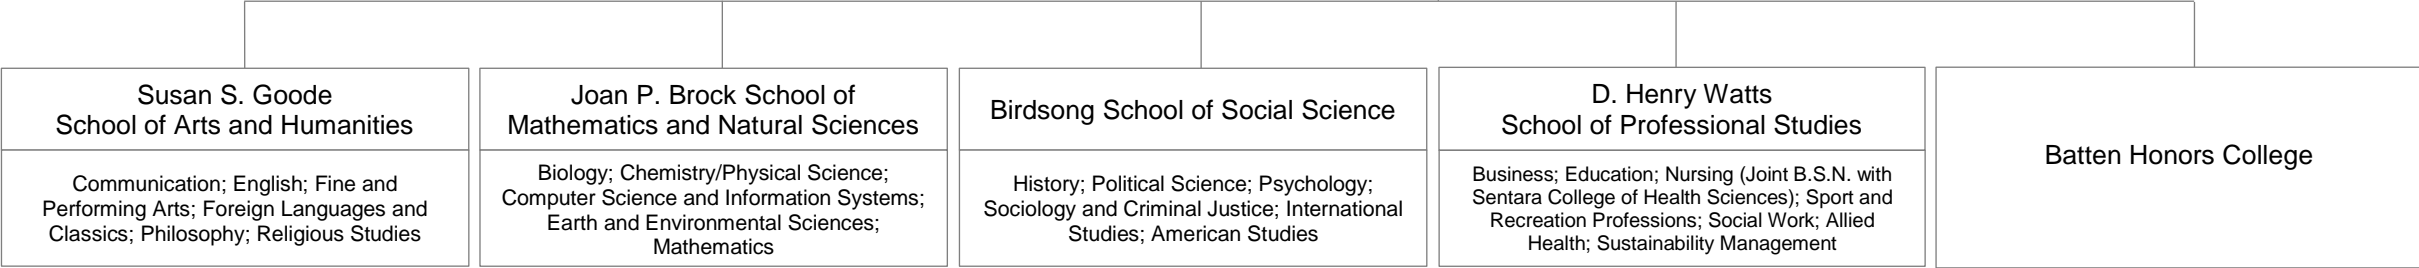 Susan S. Goode
School of Arts and Humanities
Communication; English; Fine and
Performing Arts; Foreign Languages and
Classics; Philosophy; Religious Studies
Joan P. Brock School of
Mathematics and Natural Sciences
Biology; Chemistry/Physical Science;
Computer Science and Information Systems;
Earth and Environmental Sciences;
Mathematics
Birdsong School of Social Science
History; Political Science; Psychology;
Sociology and Criminal Justice; International
Studies; American Studies
D. Henry Watts
School of Professional Studies
Business; Education; Nursing (Joint B.S.N. with
Sentara College of Health Sciences); Sport and
Recreation Professions; Social Work; Allied
Health; Sustainability Management
Batten Honors College